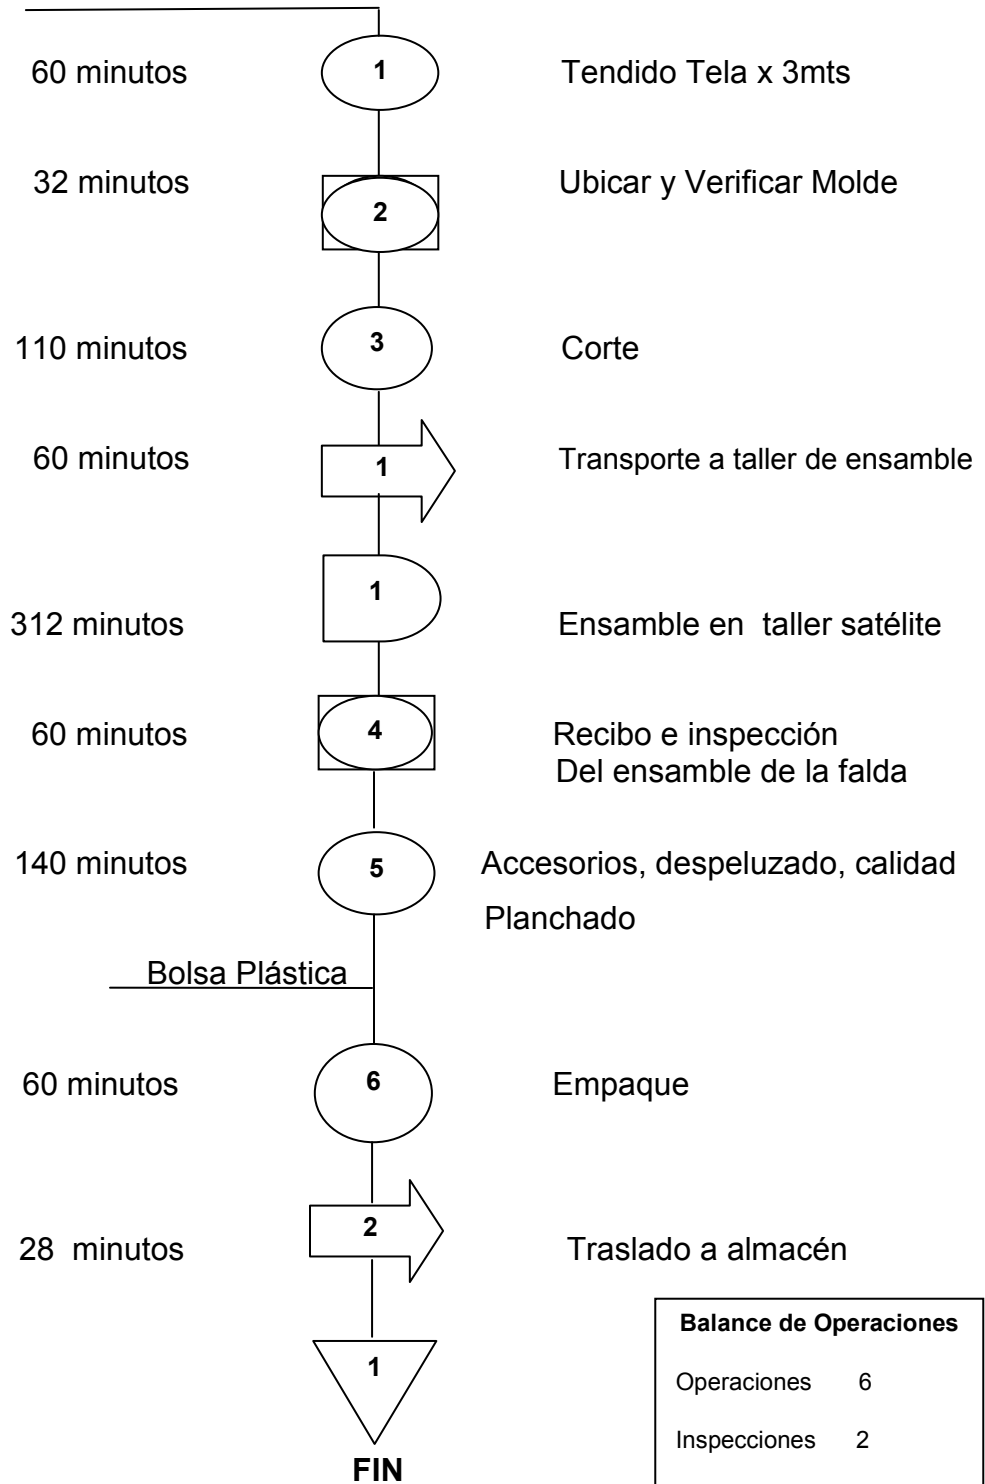 60 minutos 1 Tendido Tela x 3mts
32 minutos 2 Ubicar y Verificar Molde
110 minutos 3 Corte
60 minutos 1 Transporte a taller de ensamble
312 minutos 1 Ensamble en taller satélite
60 minutos 4 Recibo e inspección
Del ensamble de la falda
140 minutos 5 Accesorios, despeluzado, calidad
Planchado
Bolsa Plástica
60 minutos 6 Empaque
28 minutos 2 Traslado a almacén
1
FIN
Balance de Operaciones
Operaciones 6
Inspecciones 2